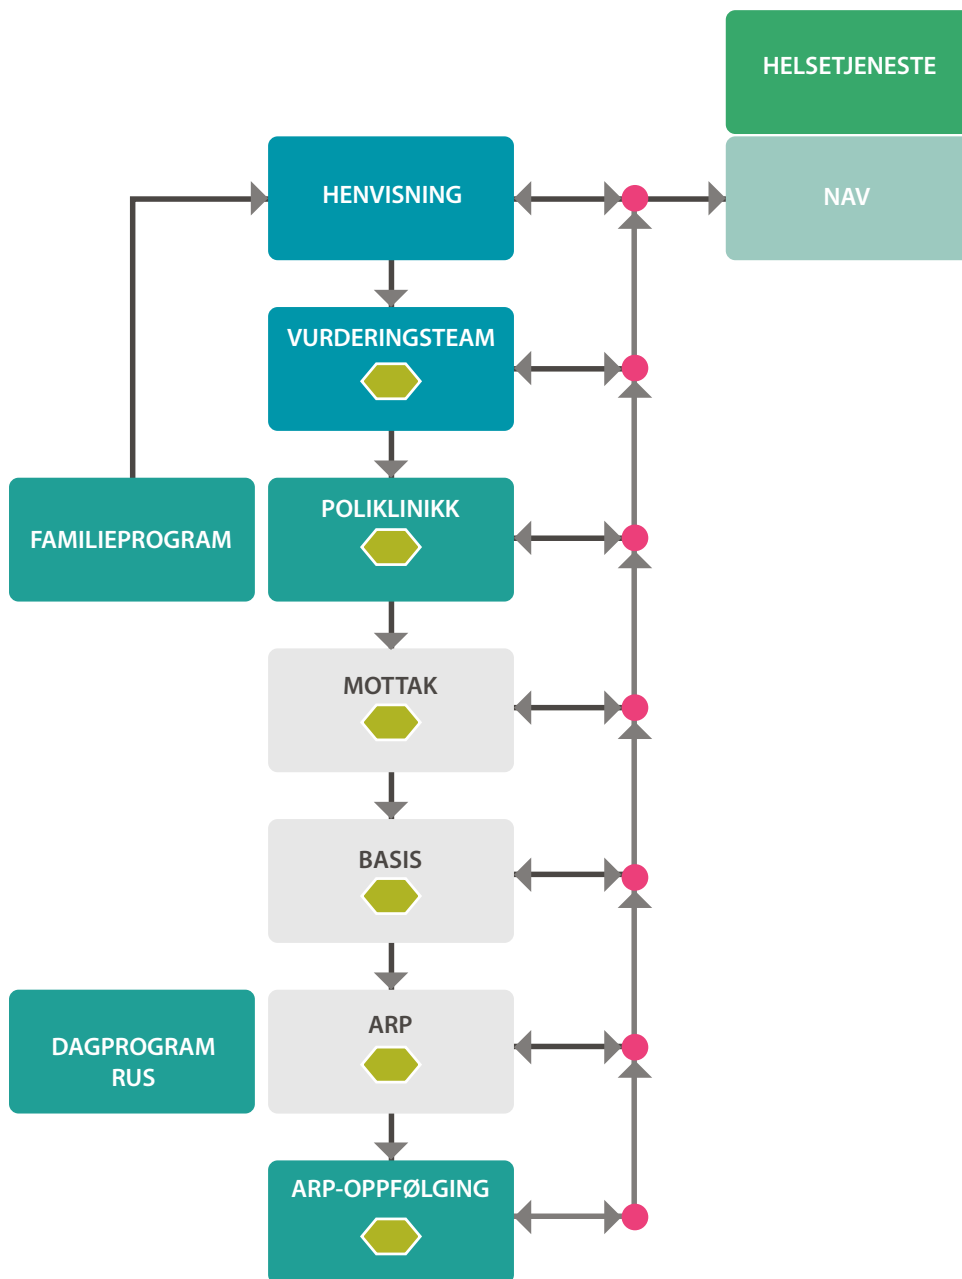 HELSETJENESTE
HENVISNING
NAV
VURDERINGSTEAM
POLIKLINIKK
FAMILIEPROGRAM
MOTTAK
BASIS
ARP
DAGPROGRAM
RUS
ARP-OPPFØLGING